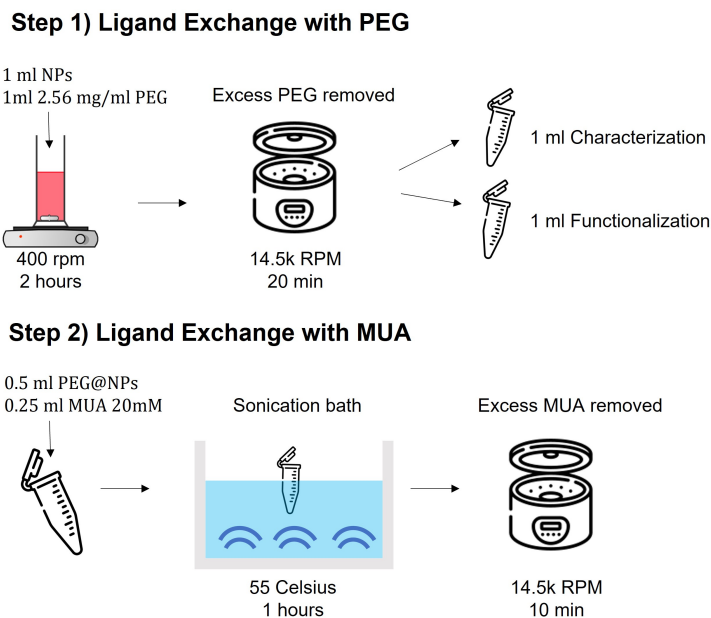 Step 1) Ligand Exchange with PEG
1 ml NPs
1ml 2.56 mg/ml PEG
Excess PEG removed
1 ml Characterization
1 ml Functionalization
400 rpm
2 hours
14.5k RPM
20 min
Step 2) Ligand Exchange with MUA
0.5 ml PEG@NPs
0.25 ml MUA 20mM
Sonication bath
Excess MUA removed
55 Celsius
1 hours
14.5k RPM
10 min